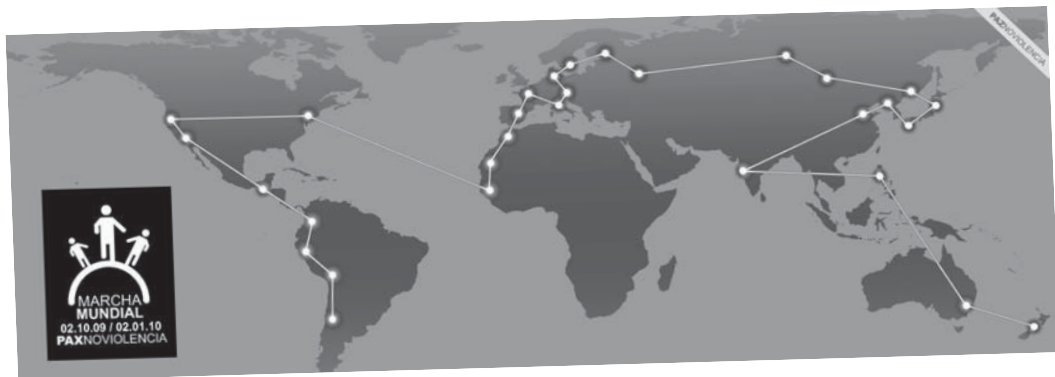 PAXNOVIOLENCIA
MARCHA
MUNDIAL
02.10.09 / 02.01.10
PAXNOVIOLENCIA